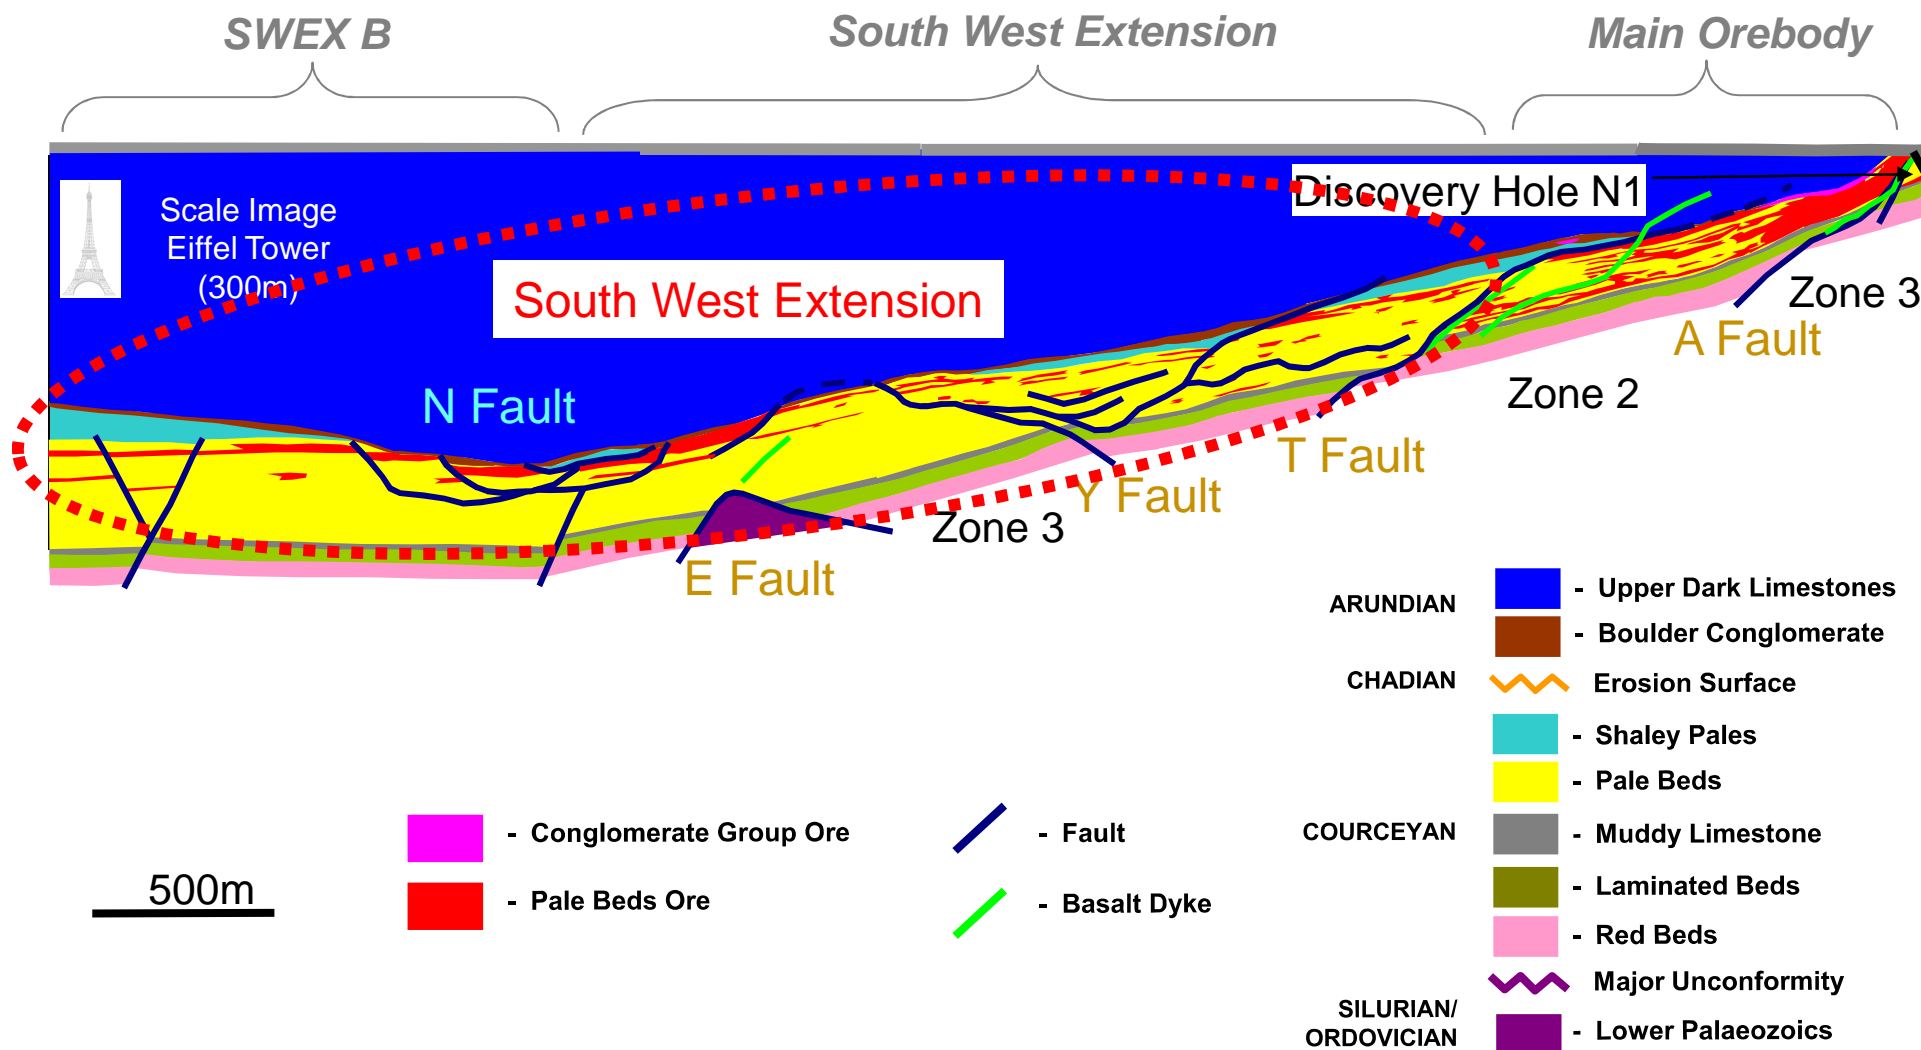 SWEX B
South West Extension
Main Orebody
Discovery Hole N1
Scale Image
Eiffel Tower
(300m)
South West Extension
Zone 3
A Fault
N Fault
Zone 2
T Fault
Y Fault
Zone 3
E Fault
ARUNDIAN
- Upper Dark Limestones
- Boulder Conglomerate
CHADIAN
Erosion Surface
- Shaley Pales
- Pale Beds
COURCEYAN
- Muddy Limestone
- Laminated Beds
- Red Beds
Major Unconformity
SILURIAN/
ORDOVICIAN
- Lower Palaeozoics
- Conglomerate Group Ore
- Pale Beds Ore
- Fault
- Basalt Dyke
500m